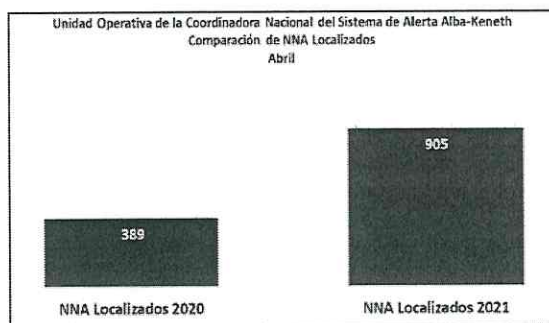 Unidad Operativa de la Coordinadora Nacional del Sistema de Alerta Alba-Keneth
Comparación de NNA Localizados
Abril
905
389
NNA Localizados 2020
NNA Localizados 2021